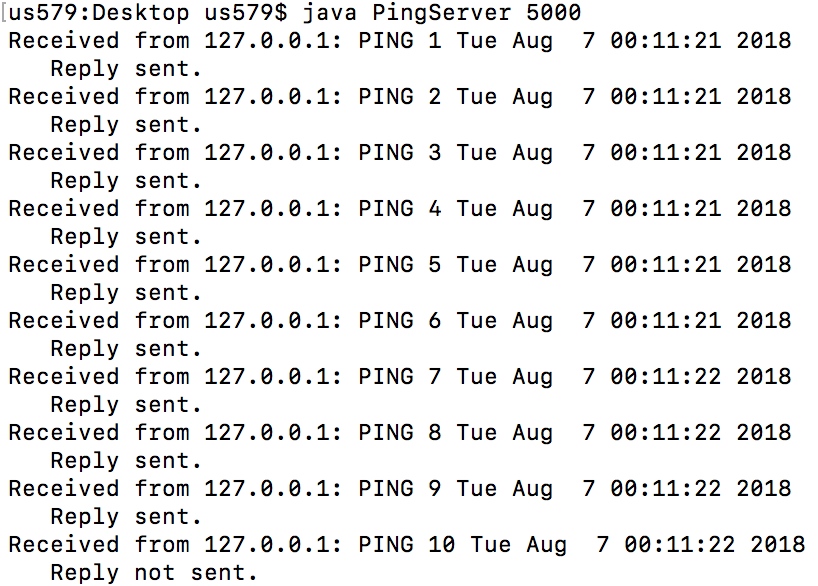 [us579:Desktop us579$ java PingServer 5000
Received from 127.0.0.1: PING 1 Tue Aug  7 00:11:21 2018
   Reply sent.
Received from 127.0.0.1: PING 2 Tue Aug  7 00:11:21 2018
   Reply sent.
Received from 127.0.0.1: PING 3 Tue Aug  7 00:11:21 2018
   Reply sent.
Received from 127.0.0.1: PING 4 Tue Aug  7 00:11:21 2018
   Reply sent.
Received from 127.0.0.1: PING 5 Tue Aug  7 00:11:21 2018
   Reply sent.
Received from 127.0.0.1: PING 6 Tue Aug  7 00:11:21 2018
   Reply sent.
Received from 127.0.0.1: PING 7 Tue Aug  7 00:11:22 2018
   Reply sent.
Received from 127.0.0.1: PING 8 Tue Aug  7 00:11:22 2018
   Reply sent.
Received from 127.0.0.1: PING 9 Tue Aug  7 00:11:22 2018
   Reply sent.
Received from 127.0.0.1: PING 10 Tue Aug  7 00:11:22 2018
   Reply not sent.